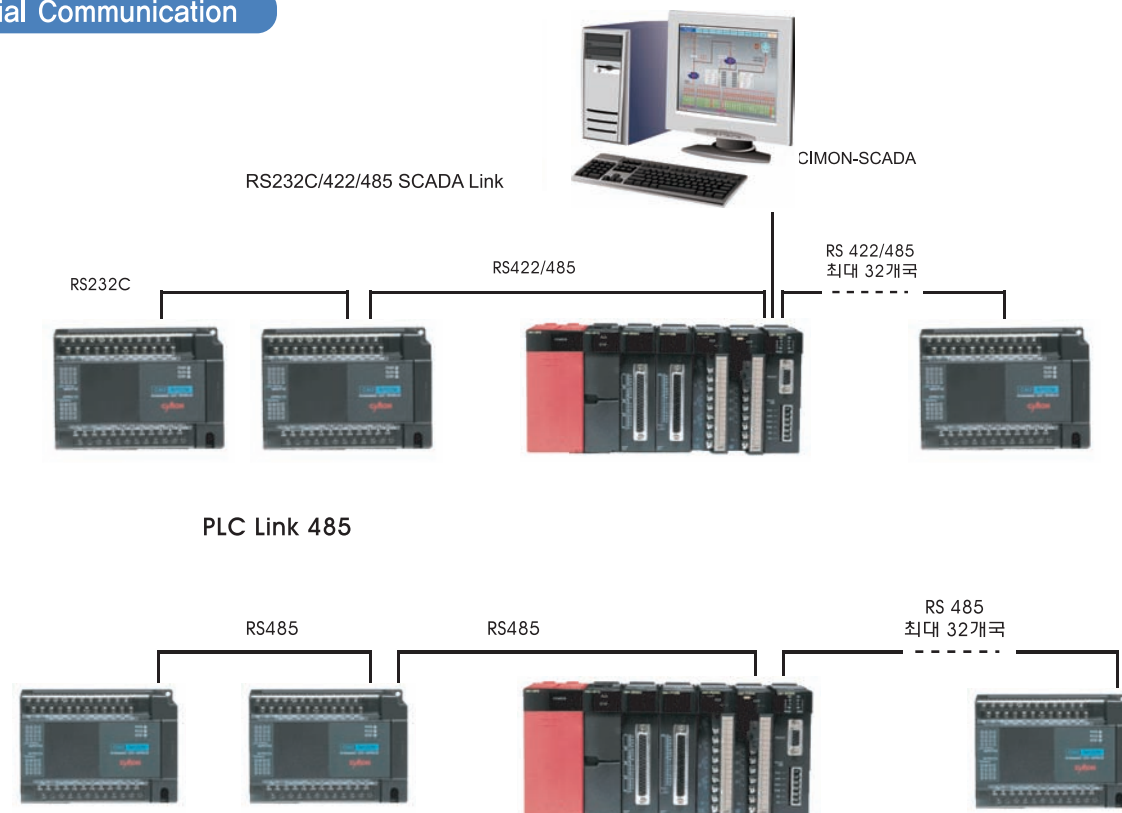 ial Communication
CIMON-SCADA
RS232C/422/485 SCADA Link
RS 422/485
최대 32개국
RS422/485
RS232C
PLC Link 485
RS 485
최대 32개국
RS485
RS485